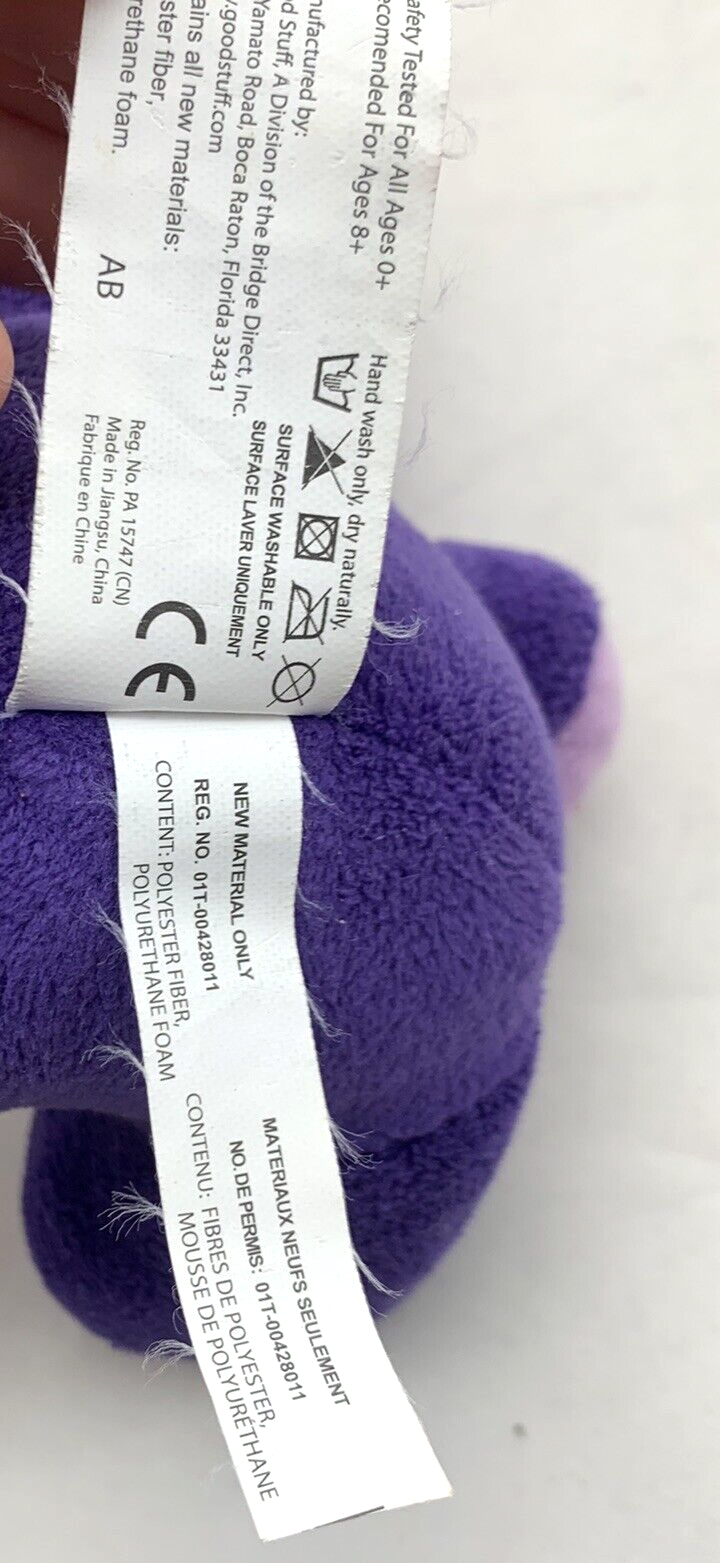 afety Tested For All Ages 0+
comended For Ages 8+
nufactured by:
d Stuff, A Division of the Bridge Direct, Inc.
Yamato Road, Boca Raton, Florida 33431
.goodstuff.com
ains all new materials:
ster fiber,
rethane foam.
AB
Hand wash only, dry naturally.
SURFACE WASHABLE ONLY
SURFACE LAVER UNIQUEMENT
Reg. No. PA 15747 (CN)
Made in Jiangsu, China
Fabrique en Chine
CE
NEW MATERIAL ONLY
REG. NO. 01T-00428011
CONTENT: POLYESTER FIBER,
POLYURETHANE FOAM
MATERIAUX NEUFS SEULEMENT
NO. DE PERMIS: 01T-00428011
CONTENU: FIBRES DE POLYESTER,
MOUSSE DE POLYURÉTHANE